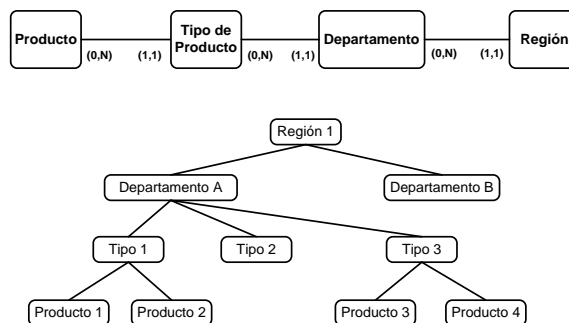 Producto
(0,N)
(1,1)
Tipo de
Producto
(0,N)
(1,1)
Departamento
(0,N)
(1,1)
Región
Región 1
Departamento A
Departamento B
Tipo 1
Tipo 2
Tipo 3
Producto 1
Producto 2
Producto 3
Producto 4